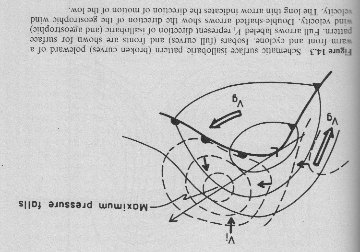 V_i
Maximum pressure falls
V_g
L
V_g
Figure 14.3 Schematic surface isallobaric pattern (broken curves) poleward of a
warm front and cyclone. Isobars (full curves) and fronts are shown for surface
pattern. Full arrows labeled V_i represent direction of isallobaric (and ageostrophic)
wind velocity. Double-shafted arrows show the direction of the geostrophic wind
velocity. The long thin arrow indicates the direction of motion of the low.